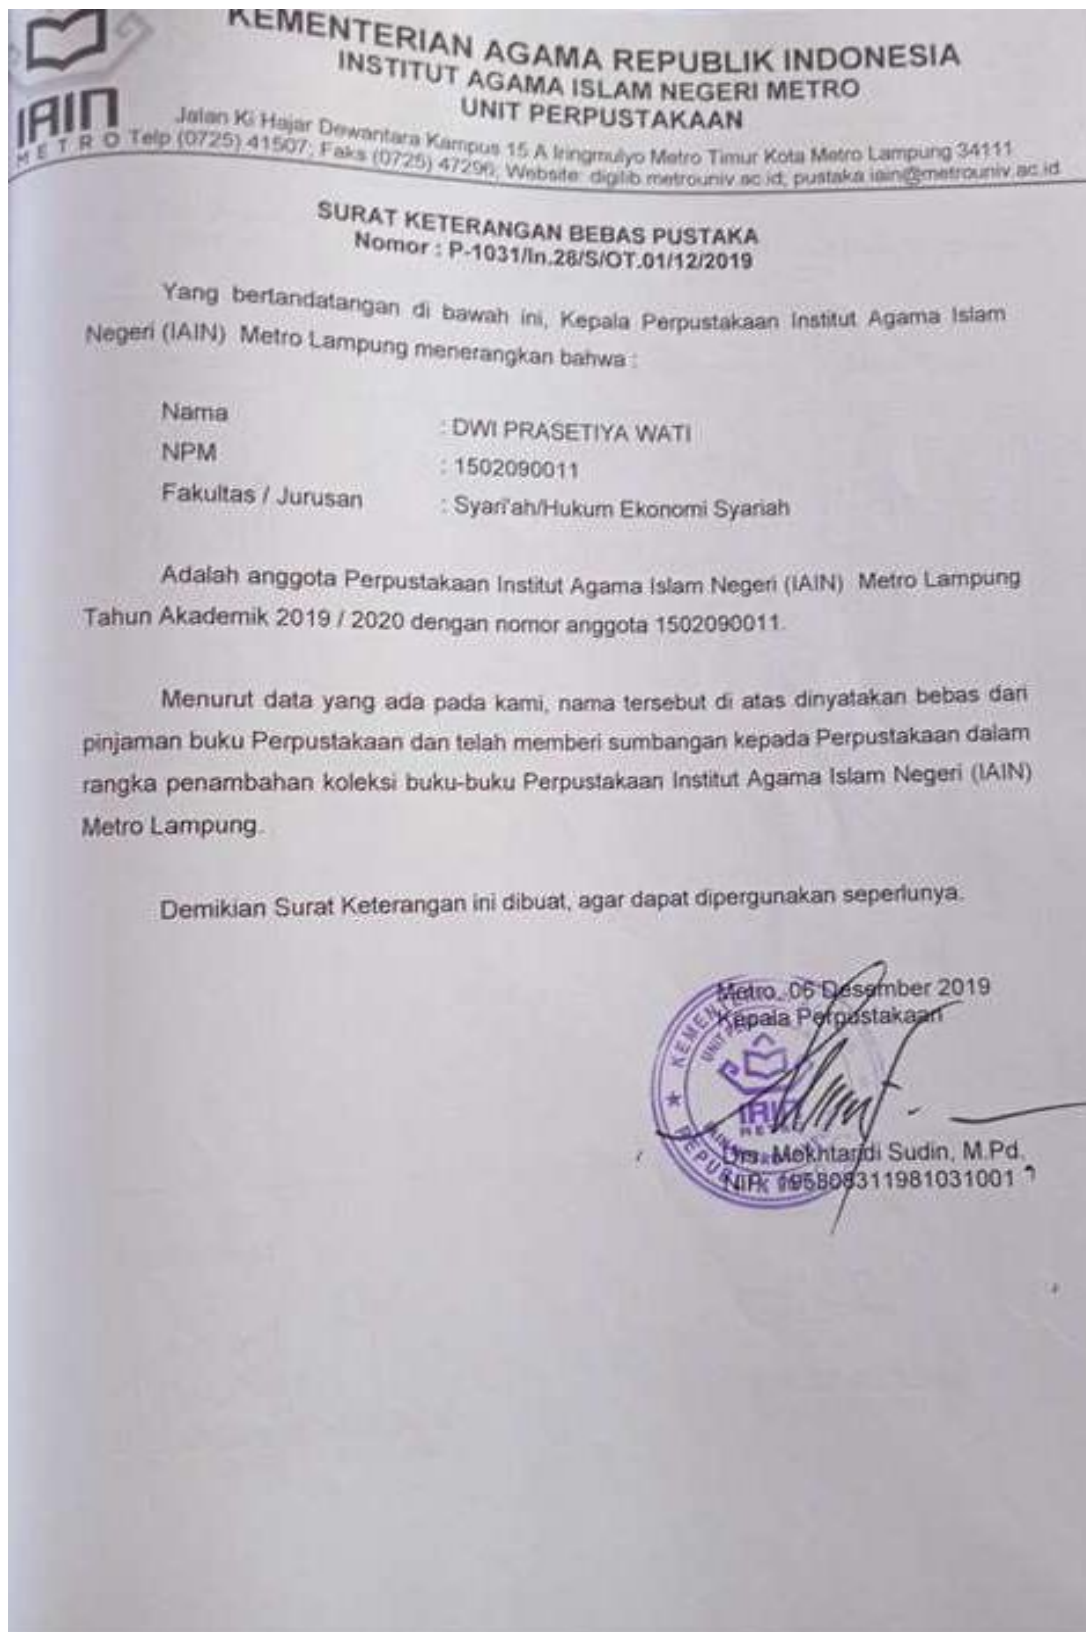 KEMENTERIAN AGAMA REPUBLIK INDONESIA
INSTITUT AGAMA ISLAM NEGERI METRO
UNIT PERPUSTAKAAN
IAIN
METRO
Jalan Ki Hajar Dewantara Kampus 15 A Iringmulyo Metro Timur Kota Metro Lampung 34111
Telp (0725) 41507; Faks (0725) 47296; Website: digilib.metrouniv.ac.id; pustaka.iain@metrouniv.ac.id
SURAT KETERANGAN BEBAS PUSTAKA
Nomor : P-1031/In.28/S/OT.01/12/2019
Yang bertandatangan di bawah ini, Kepala Perpustakaan Institut Agama Islam
Negeri (IAIN) Metro Lampung menerangkan bahwa :
Nama : DWI PRASETIYA WATI
NPM : 1502090011
Fakultas / Jurusan : Syari'ah/Hukum Ekonomi Syariah
Adalah anggota Perpustakaan Institut Agama Islam Negeri (IAIN) Metro Lampung
Tahun Akademik 2019 / 2020 dengan nomor anggota 1502090011.
Menurut data yang ada pada kami, nama tersebut di atas dinyatakan bebas dari
pinjaman buku Perpustakaan dan telah memberi sumbangan kepada Perpustakaan dalam
rangka penambahan koleksi buku-buku Perpustakaan Institut Agama Islam Negeri (IAIN)
Metro Lampung.
Demikian Surat Keterangan ini dibuat, agar dapat dipergunakan seperlunya.
Metro, 06 Desember 2019
Kepala Perpustakaan
IAIN
Drs. Mokhtaridi Sudin, M.Pd.
NIP. 195808311981031001